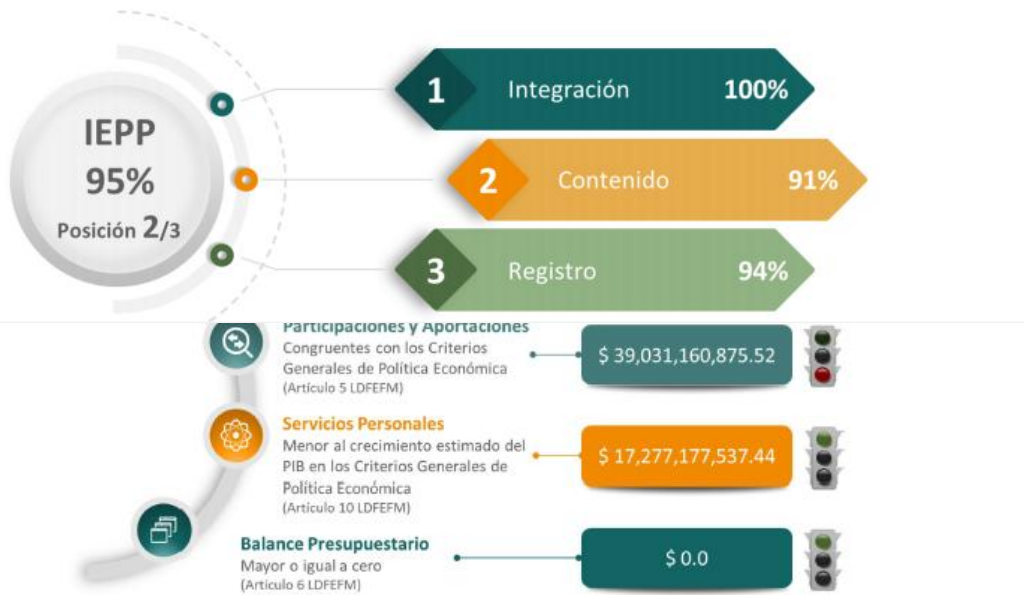 IEPP
95%
Posición 2/3
1 Integración 100%
2 Contenido 91%
3 Registro 94%
Participaciones y Aportaciones
Congruentes con los Criterios
Generales de Política Económica
(Artículo 5 LDFEFM)
$ 39,031,160,875.52
Servicios Personales
Menor al crecimiento estimado del
PIB en los Criterios Generales de
Política Económica
(Artículo 10 LDFEFM)
$ 17,277,177,537.44
Balance Presupuestario
Mayor o igual a cero
(Artículo 6 LDFEFM)
$ 0.0